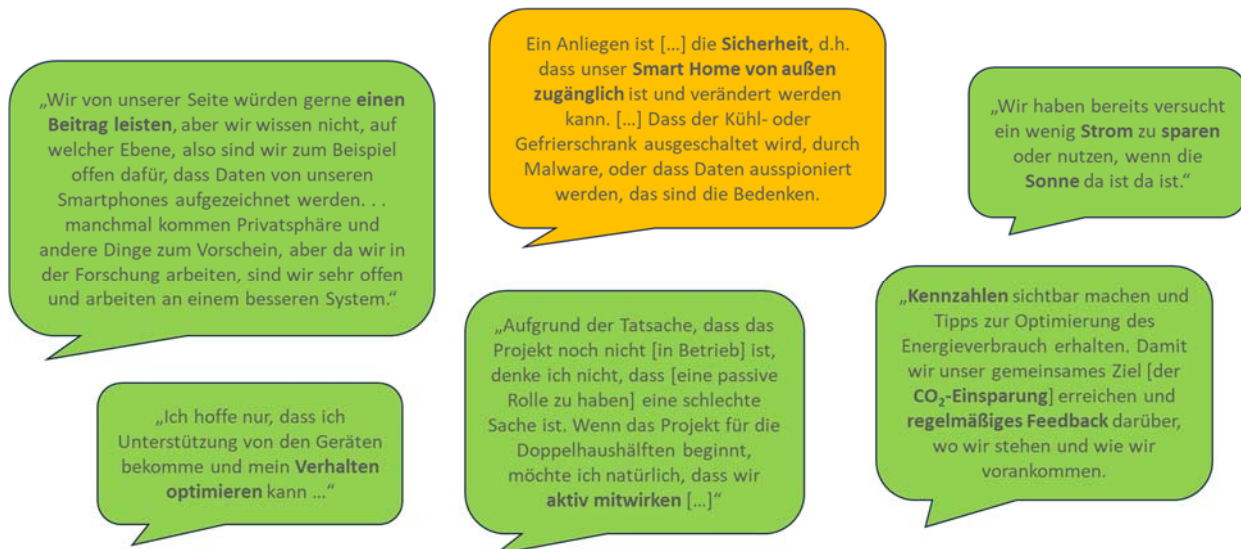 „Wir von unserer Seite würden gerne einen
Beitrag leisten, aber wir wissen nicht, auf
welcher Ebene, also sind wir zum Beispiel
offen dafür, dass Daten von unseren
Smartphones aufgezeichnet werden. . .
manchmal kommen Privatsphäre und
andere Dinge zum Vorschein, aber da wir in
der Forschung arbeiten, sind wir sehr offen
und arbeiten an einem besseren System.“
Ein Anliegen ist […] die Sicherheit, d.h.
dass unser Smart Home von außen
zugänglich ist und verändert werden
kann. […] Dass der Kühl- oder
Gefrierschrank ausgeschaltet wird, durch
Malware, oder dass Daten ausspioniert
werden, das sind die Bedenken.
„Wir haben bereits versucht
ein wenig Strom zu sparen
oder nutzen, wenn die
Sonne da ist da ist.“
„Ich hoffe nur, dass ich
Unterstützung von den Geräten
bekomme und mein Verhalten
optimieren kann …“
„Aufgrund der Tatsache, dass das
Projekt noch nicht [in Betrieb] ist,
denke ich nicht, dass [eine passive
Rolle zu haben] eine schlechte
Sache ist. Wenn das Projekt für die
Doppelhaushälften beginnt,
möchte ich natürlich, dass wir
aktiv mitwirken […]“
„Kennzahlen sichtbar machen und
Tipps zur Optimierung des
Energieverbrauch erhalten. Damit
wir unser gemeinsames Ziel [der
CO₂-Einsparung] erreichen und
regelmäßiges Feedback darüber,
wo wir stehen und wie wir
vorankommen.